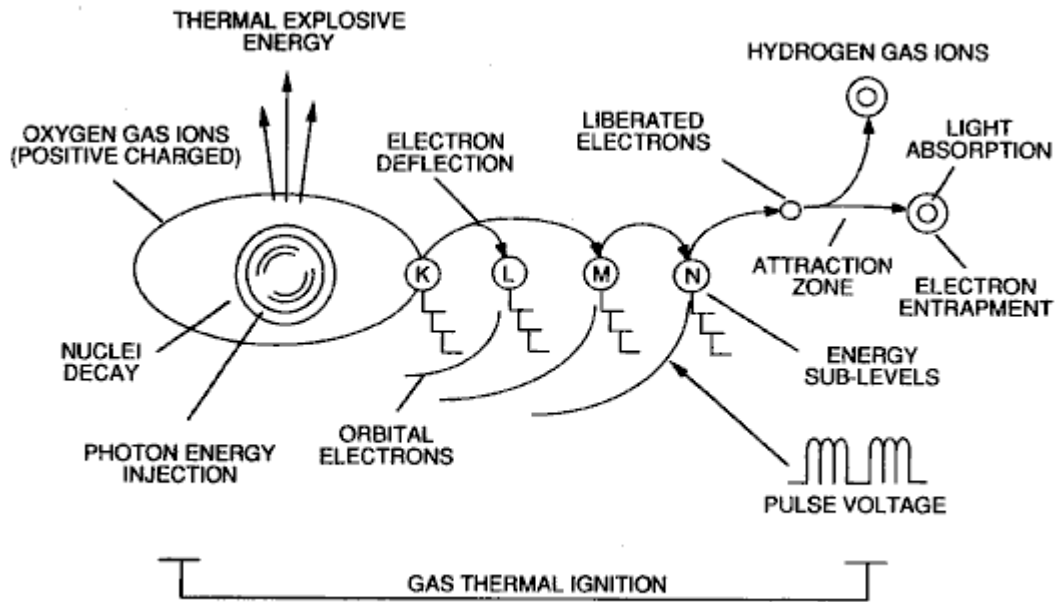 THERMAL EXPLOSIVE
ENERGY
HYDROGEN GAS IONS
OXYGEN GAS IONS
(POSITIVE CHARGED)
ELECTRON
DEFLECTION
LIBERATED
ELECTRONS
LIGHT
ABSORPTION
K
L
M
N
ATTRACTION
ZONE
ELECTRON
ENTRAPMENT
NUCLEI
DECAY
ENERGY
SUB-LEVELS
PHOTON ENERGY
INJECTION
ORBITAL
ELECTRONS
PULSE VOLTAGE
GAS THERMAL IGNITION